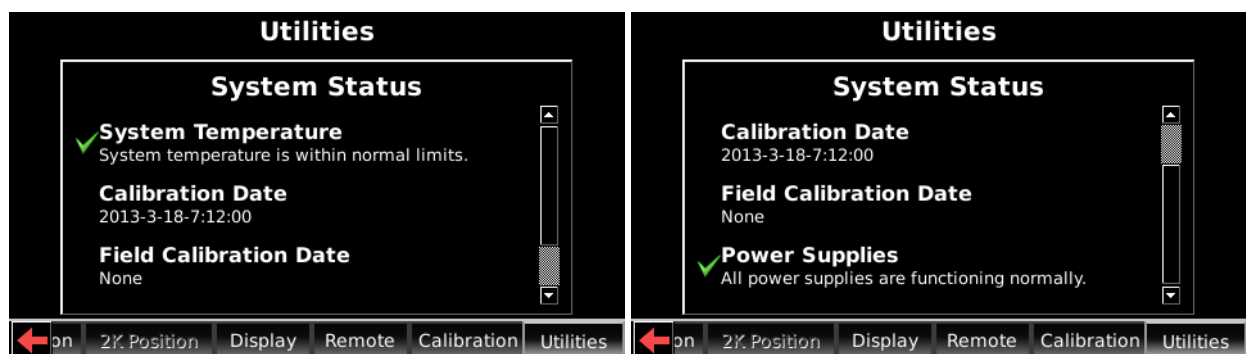 Utilities
System Status
System Temperature
System temperature is within normal limits.
Calibration Date
2013-3-18-7:12:00
Field Calibration Date
None
on 2K Position Display Remote Calibration Utilities
Utilities
System Status
Calibration Date
2013-3-18-7:12:00
Field Calibration Date
None
Power Supplies
All power supplies are functioning normally.
on 2K Position Display Remote Calibration Utilities